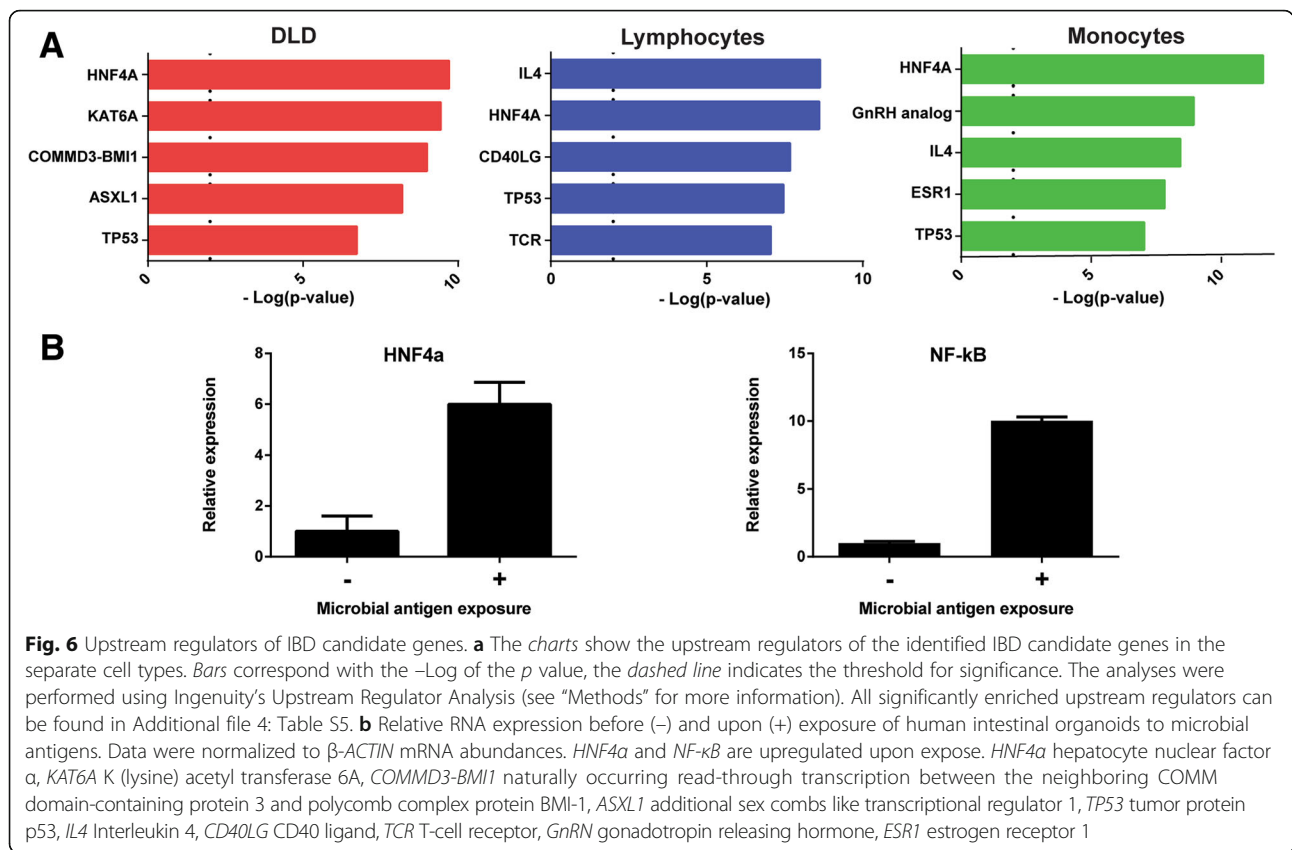 A
DLD
HNF4A
KAT6A
COMMD3-BMI1
ASXL1
TP53
0
5
10
- Log(p-value)
Lymphocytes
IL4
HNF4A
CD40LG
TP53
TCR
0
5
10
- Log(p-value)
Monocytes
HNF4A
GnRH analog
IL4
ESR1
TP53
0
5
10
- Log(p-value)
B
HNF4a
Relative expression
8
6
4
2
0
-
+
Microbial antigen exposure
NF-kB
Relative expression
15
10
5
0
-
+
Microbial antigen exposure
Fig. 6 Upstream regulators of IBD candidate genes. a The charts show the upstream regulators of the identified IBD candidate genes in the
separate cell types. Bars correspond with the –Log of the p value, the dashed line indicates the threshold for significance. The analyses were
performed using Ingenuity's Upstream Regulator Analysis (see “Methods” for more information). All significantly enriched upstream regulators can
be found in Additional file 4: Table S5. b Relative RNA expression before (–) and upon (+) exposure of human intestinal organoids to microbial
antigens. Data were normalized to β-ACTIN mRNA abundances. HNF4α and NF-κB are upregulated upon expose. HNF4α hepatocyte nuclear factor
α, KAT6A K (lysine) acetyl transferase 6A, COMMD3-BMI1 naturally occurring read-through transcription between the neighboring COMM
domain-containing protein 3 and polycomb complex protein BMI-1, ASXL1 additional sex combs like transcriptional regulator 1, TP53 tumor protein
p53, IL4 Interleukin 4, CD40LG CD40 ligand, TCR T-cell receptor, GnRN gonadotropin releasing hormone, ESR1 estrogen receptor 1